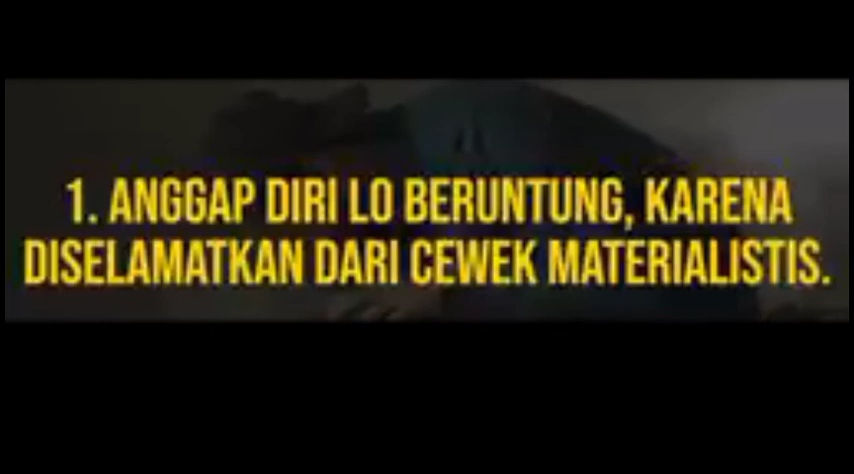 1. ANGGAP DIRI LO BERUNTUNG, KARENA
DISELAMATKAN DARI CEWEK MATERIALISTIS.